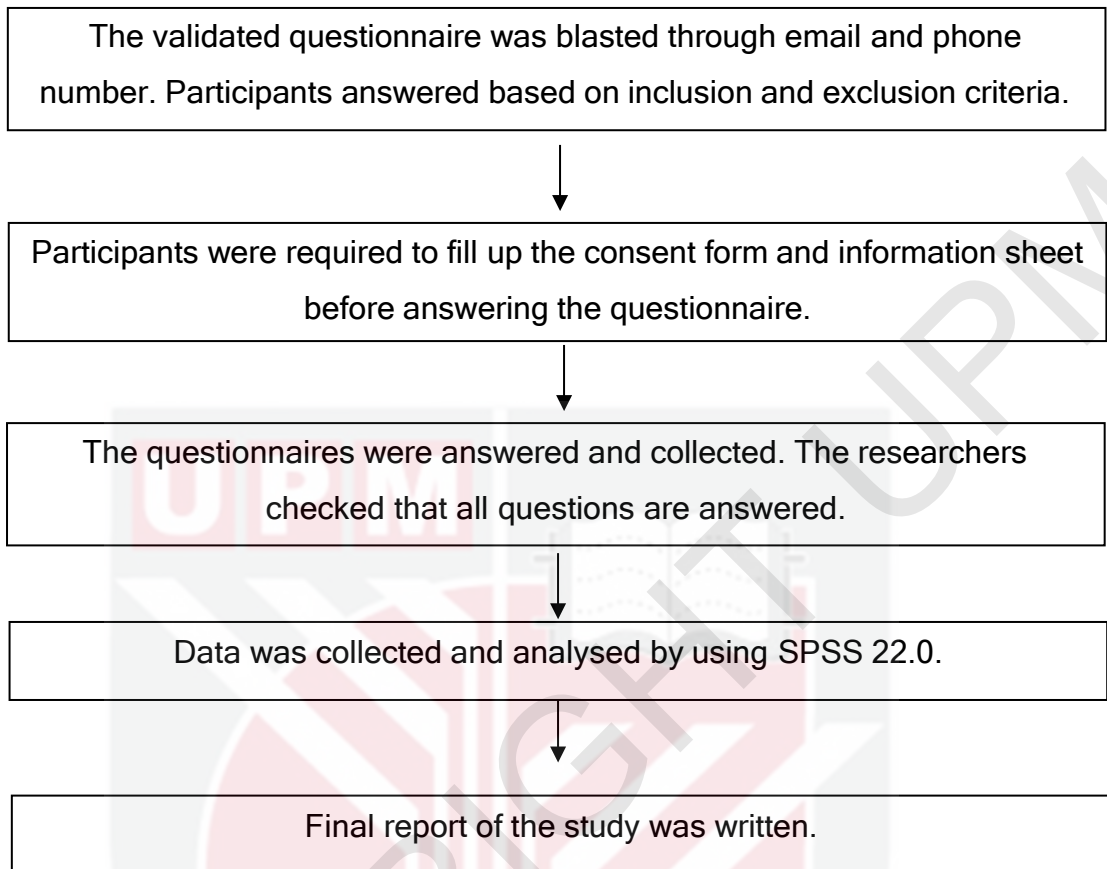 The validated questionnaire was blasted through email and phone
number. Participants answered based on inclusion and exclusion criteria.
Participants were required to fill up the consent form and information sheet
before answering the questionnaire.
The questionnaires were answered and collected. The researchers
checked that all questions are answered.
Data was collected and analysed by using SPSS 22.0.
Final report of the study was written.
UPM
RIGHT UPM